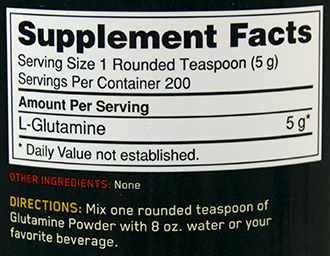 Supplement Facts
Serving Size 1 Rounded Teaspoon (5 g)
Servings Per Container 200
Amount Per Serving
L-Glutamine 5 g*
* Daily Value not established.
OTHER INGREDIENTS: None
DIRECTIONS: Mix one rounded teaspoon of
Glutamine Powder with 8 oz. water or your
favorite beverage.